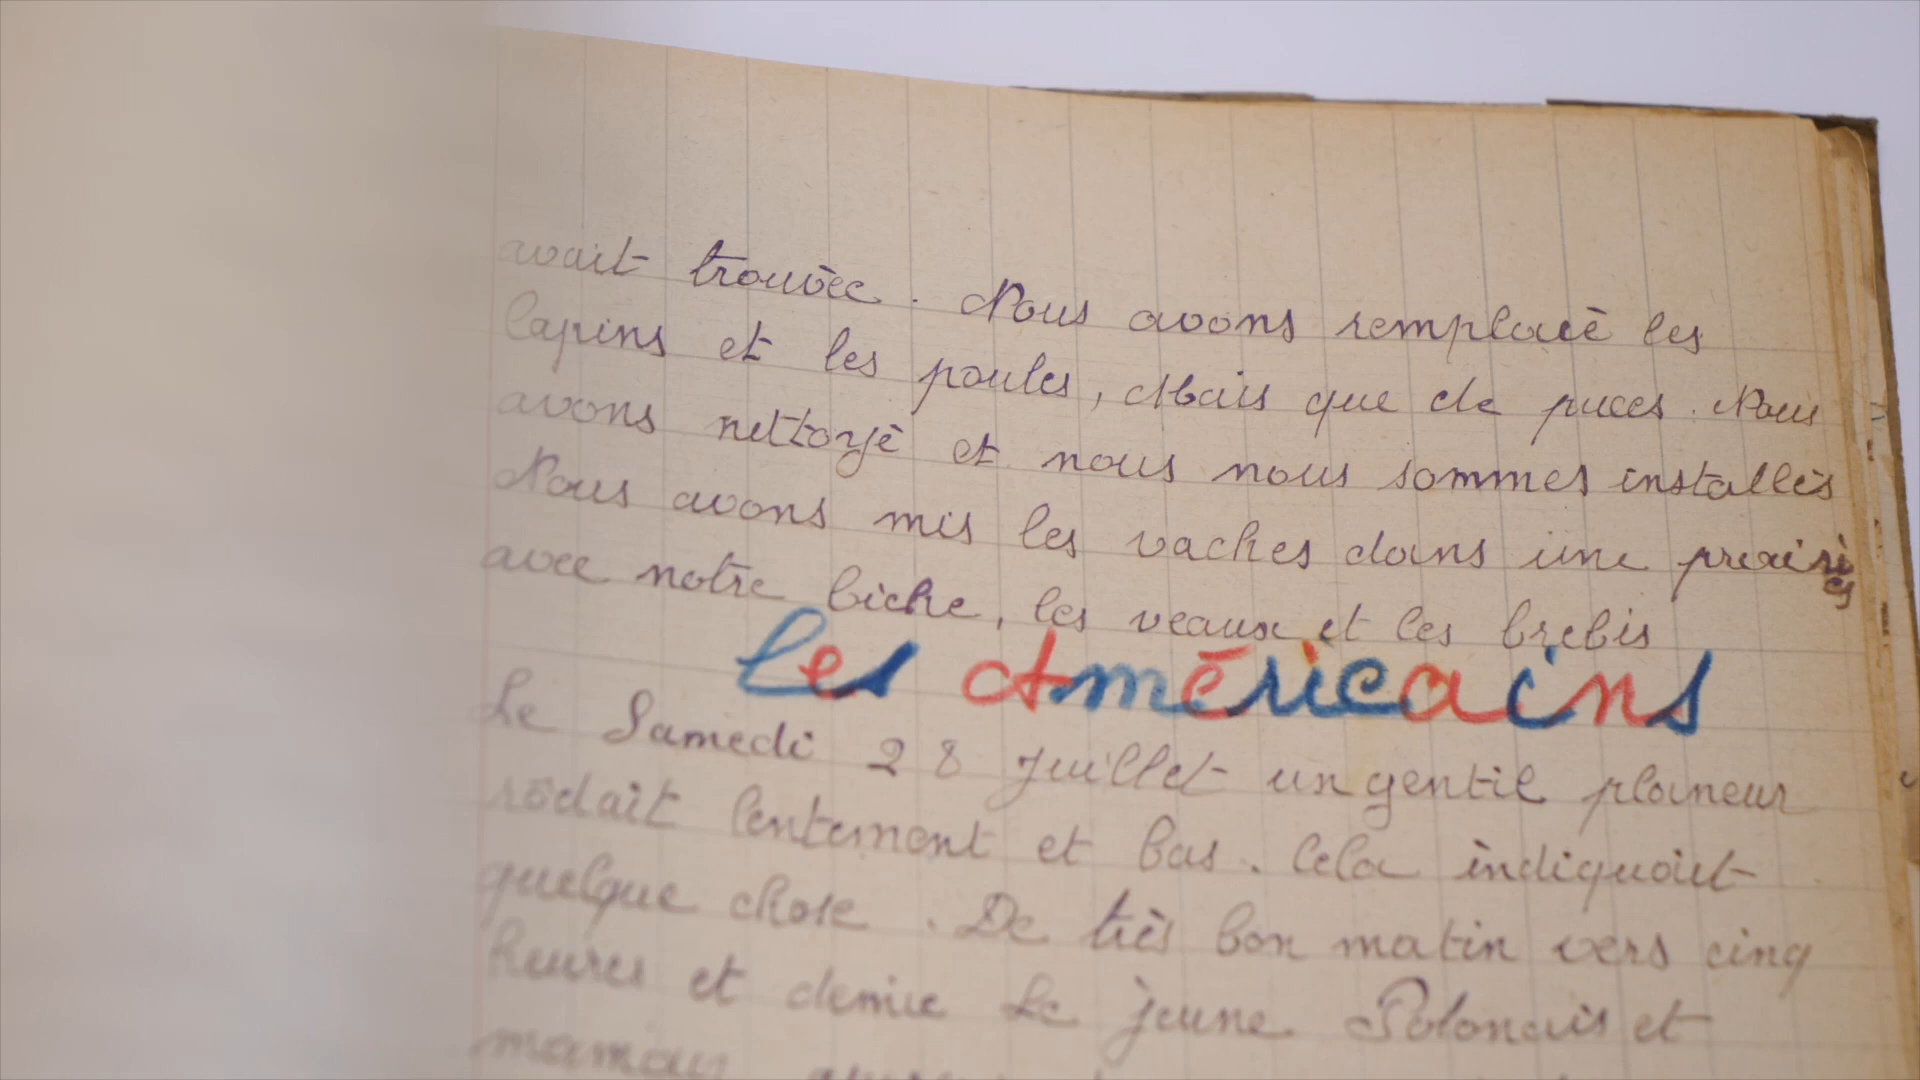 avait trouvée. Nous avons remplacé les
lapins et les poules, Mais que de puces. Nous
avons nettoyé et nous nous sommes installés
Nous avons mis les vaches dans une prairies
avec notre biche, les veaux et les brebis
Les Américains
Le Samedi 28 Juillet un gentil planeur
rôdait lentement et bas. Cela indiquait
quelque chose. De très bon matin vers cinq
heures et demie Le jeune Polonais et
maman